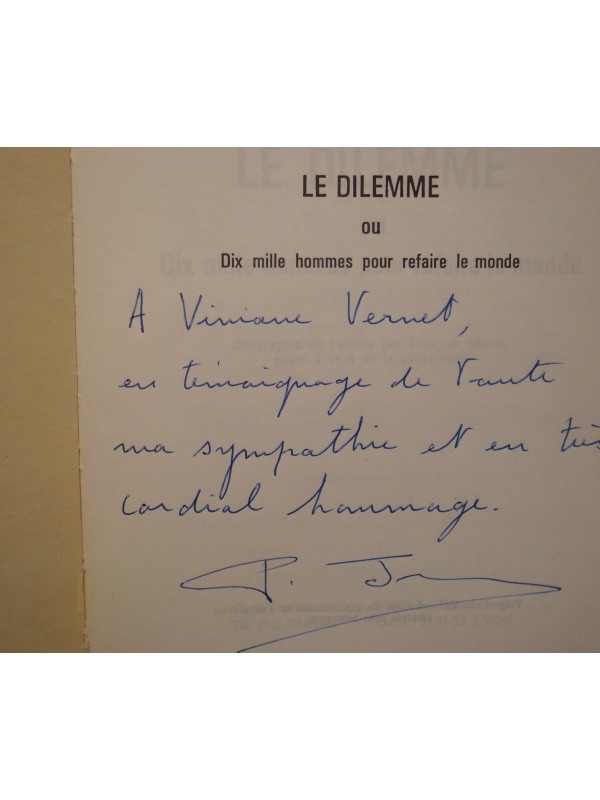 LE DILEMME
ou
Dix mille hommes pour refaire le monde
A Viviane Vernet,
en témoignage de toute
ma sympathie et en très
cordial hommage.
P.